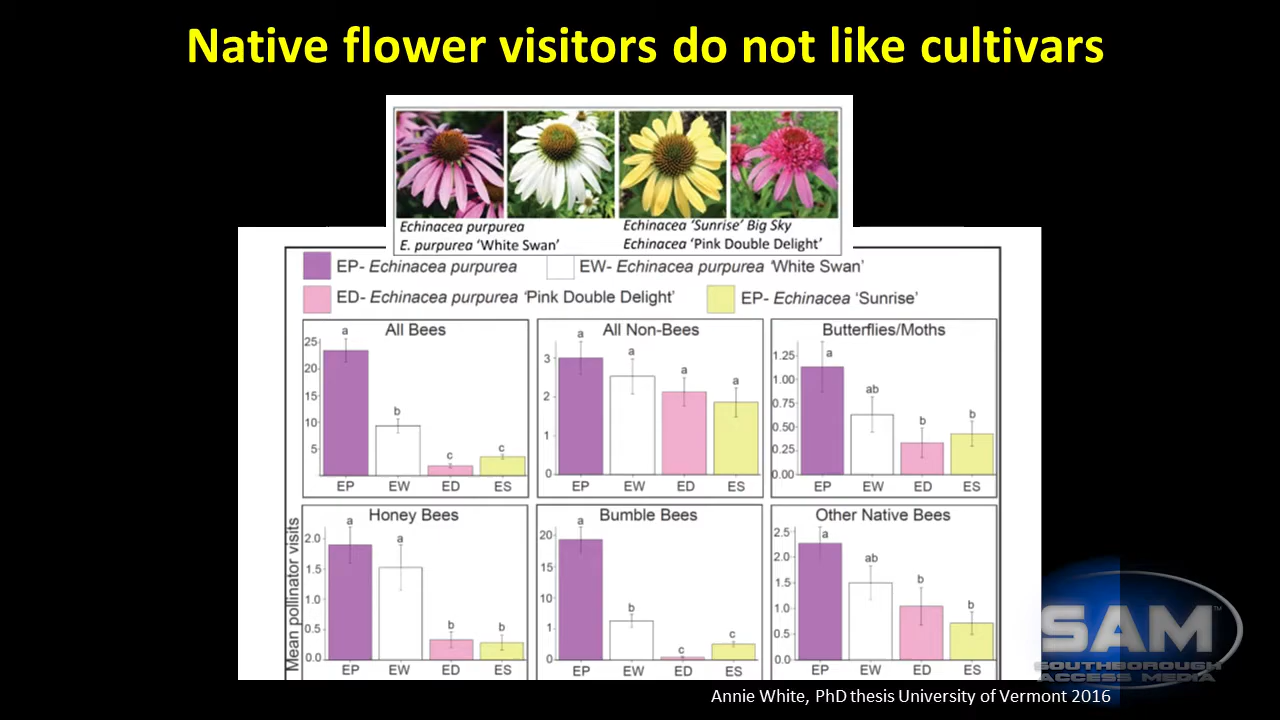 Native flower visitors do not like cultivars
Echinacea purpurea
E. purpurea ‘White Swan’
Echinacea ‘Sunrise’ Big Sky
Echinacea ‘Pink Double Delight’
EP- Echinacea purpurea
EW- Echinacea purpurea ‘White Swan’
ED- Echinacea purpurea ‘Pink Double Delight’
EP- Echinacea ‘Sunrise’
Mean pollinator visits
All Bees
25
20
15
10
5
a
b
c
c
EP EW ED ES
All Non-Bees
3
2
1
0
a
a
a
a
EP EW ED ES
Butterflies/Moths
1.25
1.00
0.75
0.50
0.25
0.00
a
ab
b
b
EP EW ED ES
Honey Bees
2.0
1.5
1.0
0.5
0.0
a
a
b
b
EP EW ED ES
Bumble Bees
20
15
10
1
0
a
b
c
c
EP EW ED ES
Other Native Bees
2.5
2.0
1.5
1.0
0.5
0.0
a
ab
b
b
EP EW ED ES
SAM™
SOUTHBOROUGH
ACCESS MEDIA
Annie White, PhD thesis University of Vermont 2016